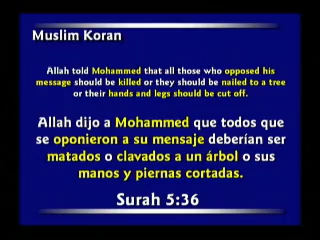 Muslim Koran
Allah told Mohammed that all those who opposed his
message should be killed or they should be nailed to a tree
or their hands and legs should be cut off.
Allah dijo a Mohammed que todos que
se oponieron a su mensaje deberían ser
matados o clavados a un árbol o sus
manos y piernas cortadas.
Surah 5:36